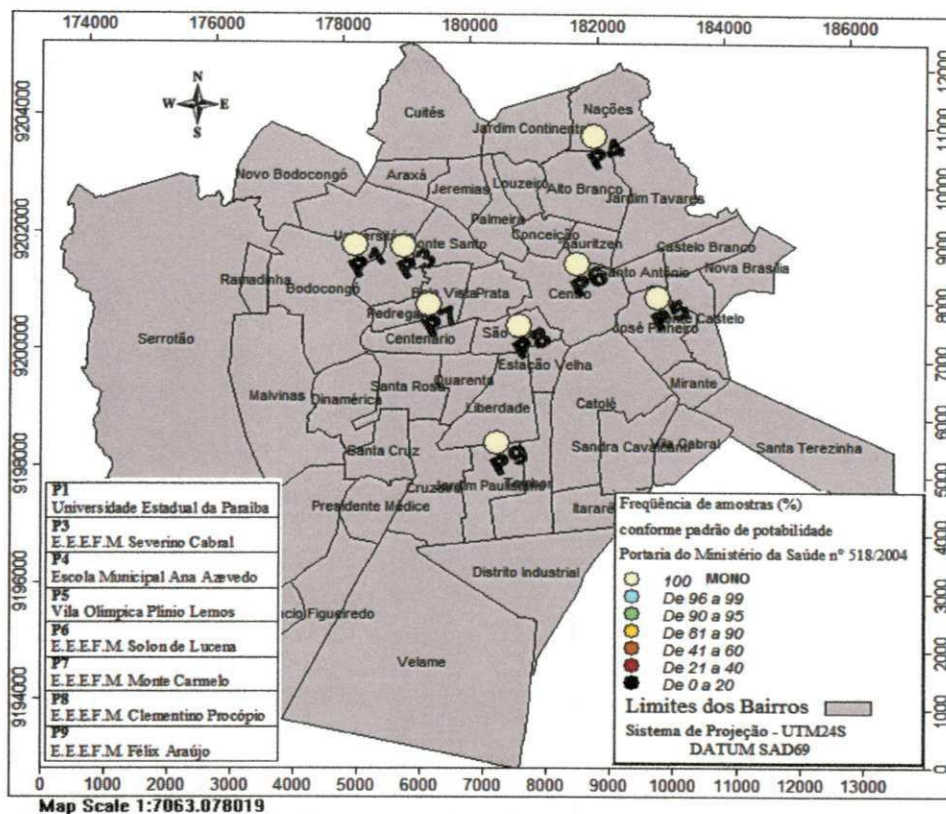 174000 176000 178000 180000 182000 184000 186000
N
W E
S
9204000
9202000
9200000
9198000
9196000
9194000
12000
11000
10000
9000
8000
7000
6000
5000
4000
3000
2000
1000
0
Cuités
Nações
Jardim Continental
P4
Novo Bodocongó
Araxá
Jeremias
Louzeiro
Alto Branco
Jardim Tavares
Palmeira
Conceição
Lauritzen
Universitário
Monte Santo
Castelo Branco
P1
P3
P6
Santo Antônio
Nova Brasília
Ramadinha
Bodocongó
Bela Vista
Prata
Centro
P5
Pedregal
P7
José Pinheiro
Monte Castelo
Serrotão
Centenário
São
P8
Estação Velha
Mirante
Malvinas
Dinamérica
Santa Rosa
Quarenta
Liberdade
Catolé
Santa Cruz
P9
Sandra Cavalcanti
Vila Cabral
Santa Terezinha
Cruzeiro
Jardim Paulistano
Presidente Médice
Itararé
Distrito Industrial
Figueiredo
Velame
P1
Universidade Estadual da Paraiba
P3
E.E.E.F.M. Severino Cabral
P4
Escola Municipal Ana Azevedo
P5
Vila Olimpica Plinio Lemos
P6
E.E.E.F.M. Solon de Lucena
P7
E.E.E.F.M. Monte Carmelo
P8
E.E.E.F.M. Clementino Procópio
P9
E.E.E.F.M. Félix Araújo
Freqüência de amostras (%)
conforme padrão de potabilidade
Portaria do Ministério da Saúde nº 518/2004
100 MONO
De 96 a 99
De 90 a 95
De 81 a 90
De 41 a 60
De 21 a 40
De 0 a 20
Limites dos Bairros
Sistema de Projeção - UTM24S
DATUM SAD69
0 1000 2000 3000 4000 5000 6000 7000 8000 9000 10000 11000 12000 13000
Map Scale 1:7063.078019